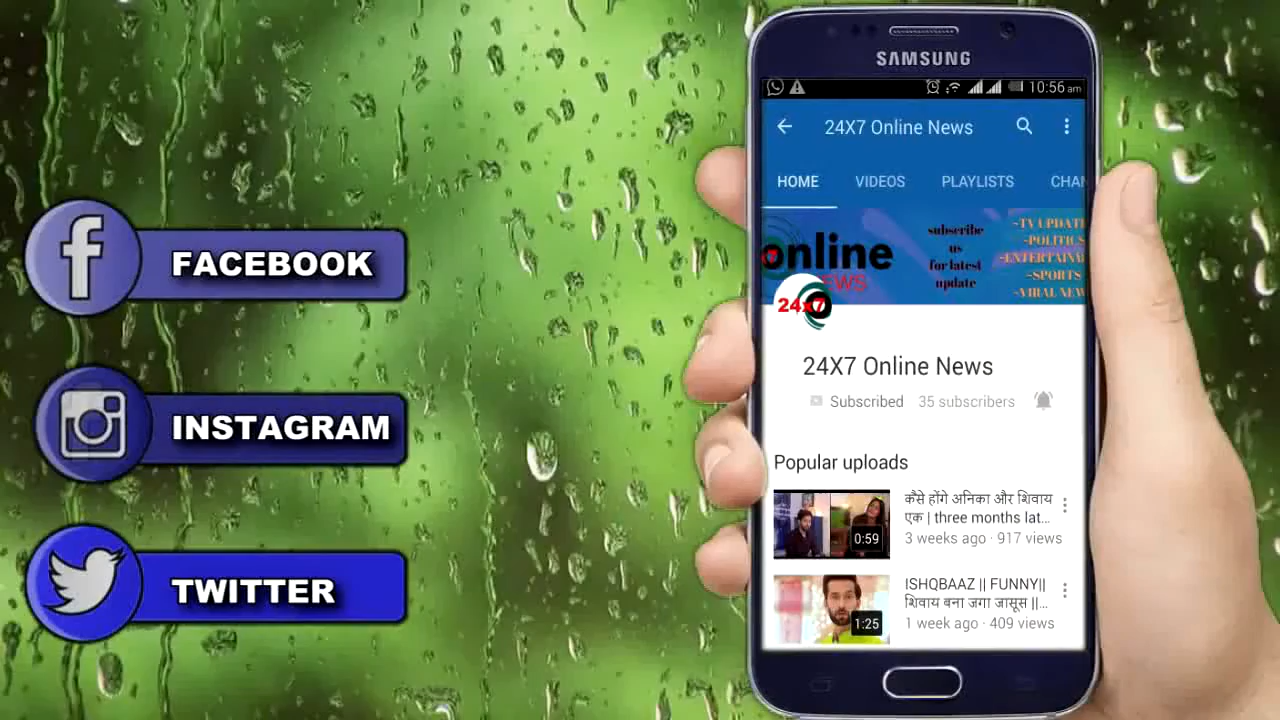 FACEBOOK
INSTAGRAM
TWITTER
SAMSUNG
10:56 am
24X7 Online News
HOME VIDEOS PLAYLISTS CHAN
online
NEWS
subscribe
us
for latest
update
~TV UPDATE
~POLITICS
~ENTERTAINM
~SPORTS
~VIRAL NEW
24x7
24X7 Online News
Subscribed 35 subscribers
Popular uploads
0:59
कैसे होंगे अनिका और शिवाय
एक | three months lat...
3 weeks ago · 917 views
1:25
ISHQBAAZ || FUNNY||
शिवाय बना जगा जासूस ||...
1 week ago · 409 views